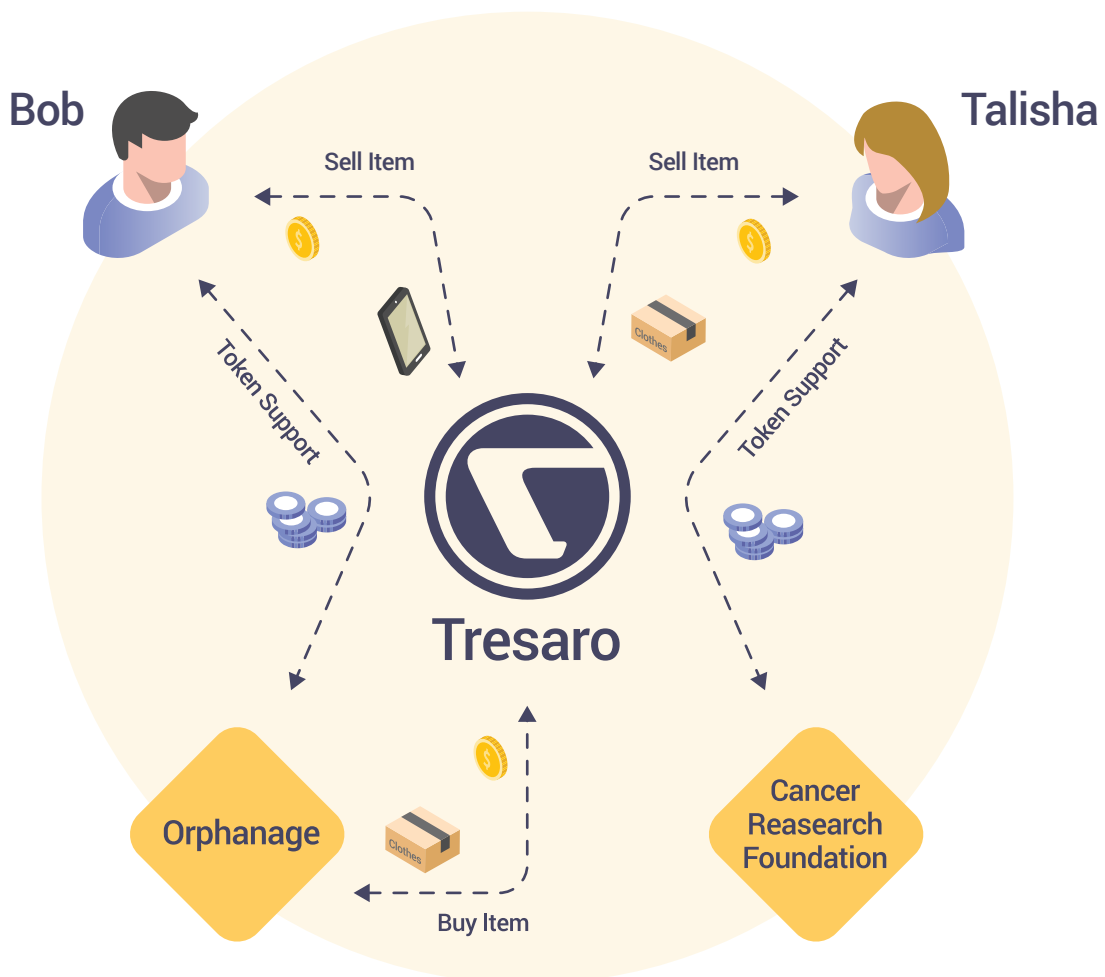 Bob
Talisha
Sell Item
Sell Item
$
$
Clothes
Token Support
Token Support
Tresaro
$
Orphanage
Clothes
Cancer
Reasearch
Foundation
Buy Item